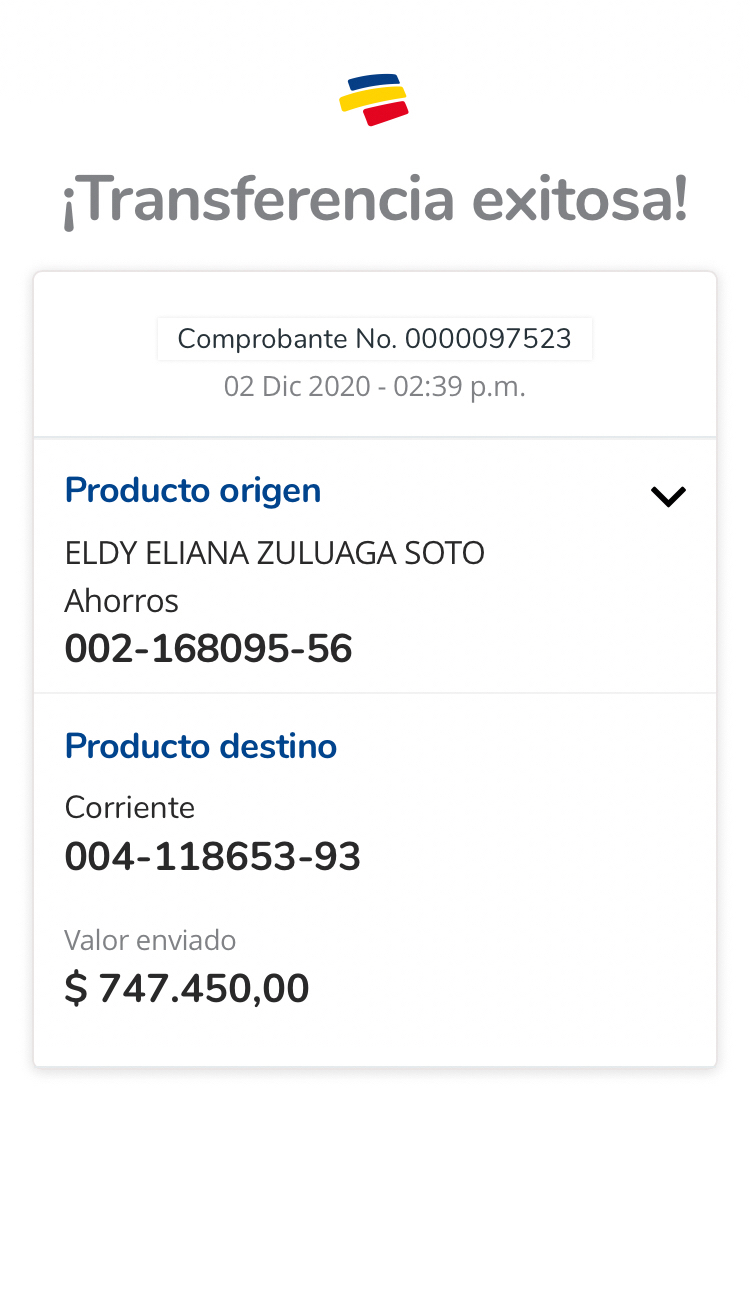 ¡Transferencia exitosa!
Comprobante No. 0000097523
02 Dic 2020 - 02:39 p.m.
Producto origen
ELDY ELIANA ZULUAGA SOTO
Ahorros
002-168095-56
Producto destino
Corriente
004-118653-93
Valor enviado
$ 747.450,00